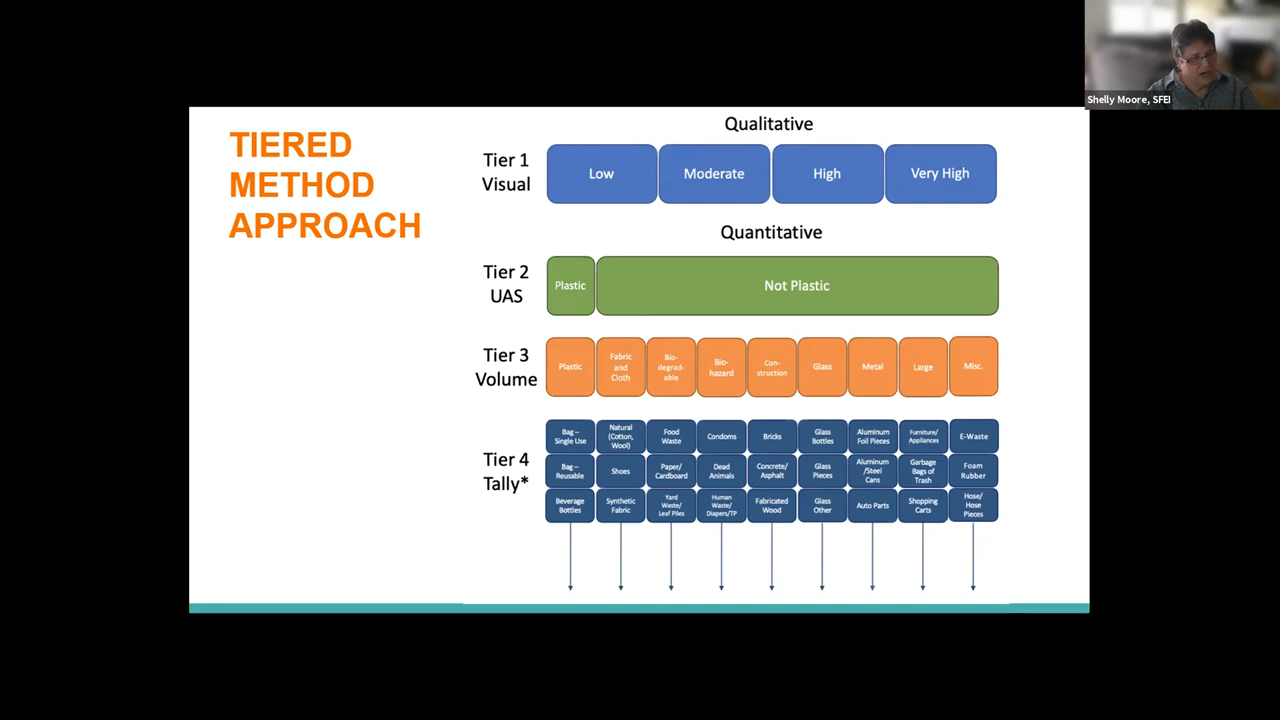 Shelly Moore, SFEI
TIERED
METHOD
APPROACH
Qualitative
Tier 1
Visual
Low
Moderate
High
Very High
Quantitative
Tier 2
UAS
Plastic
Not Plastic
Tier 3
Volume
Plastic
Fabric
and
Cloth
Bio-
degrad-
able
Bio-
hazard
Con-
struction
Glass
Metal
Large
Misc.
Tier 4
Tally*
Bag –
Single Use
Natural
(Cotton,
Wool)
Food
Waste
Condoms
Bricks
Glass
Bottles
Aluminum
Foil Pieces
Furniture/
Appliances
E-Waste
Bag –
Reusable
Shoes
Paper/
Cardboard
Dead
Animals
Concrete/
Asphalt
Glass
Pieces
Aluminum
/Steel
Cans
Garbage
Bags of
Trash
Foam
Rubber
Beverage
Bottles
Synthetic
Fabric
Yard
Waste/
Leaf Piles
Human
Waste/
Diapers/TP
Fabricated
Wood
Glass
Other
Auto Parts
Shopping
Carts
Hose/
Hose
Pieces